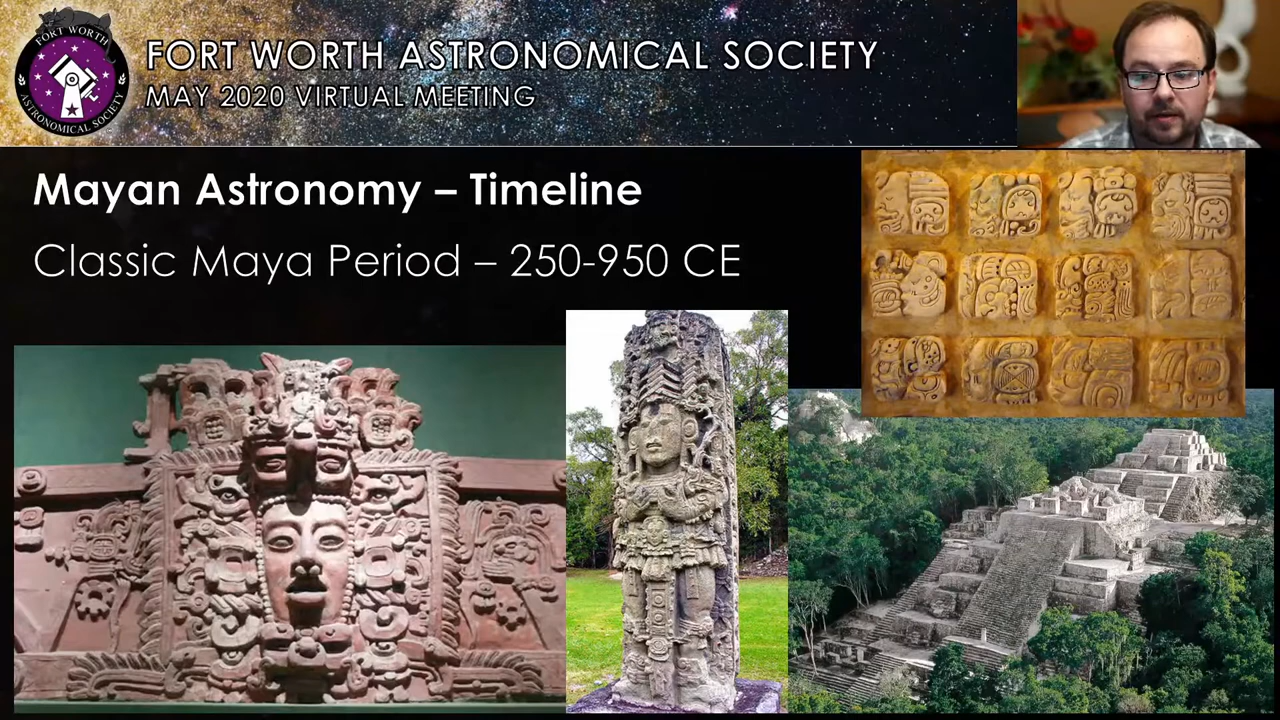 FORT WORTH
ASTRONOMICAL SOCIETY
FORT WORTH ASTRONOMICAL SOCIETY
MAY 2020 VIRTUAL MEETING
Mayan Astronomy – Timeline
Classic Maya Period – 250-950 CE